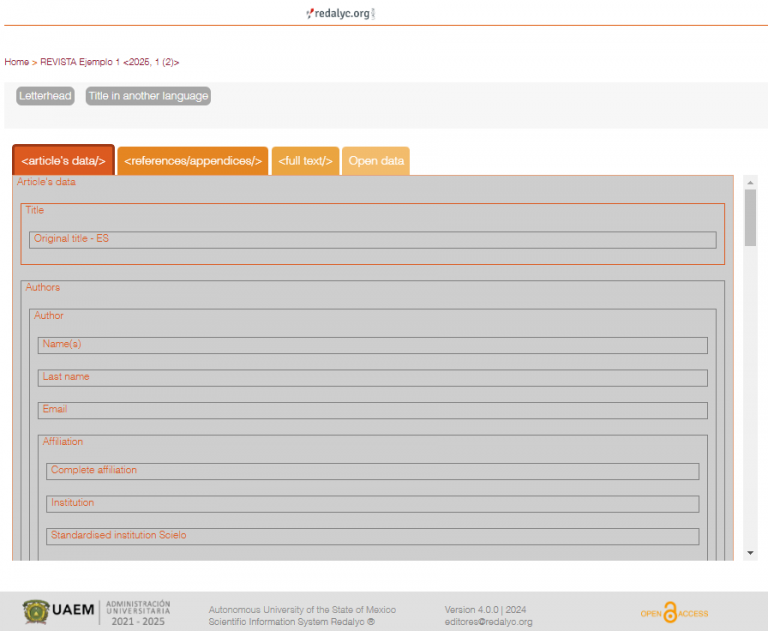 redalyc.org
Home > REVISTA Ejemplo 1 <2025, 1 (2)>
Letterhead Title in another language
<article's data/> <references/appendices/> <full text/> Open data
Article's data
Title
Original title - ES
Authors
Author
Name(s)
Last name
Email
Affiliation
Complete affiliation
Institution
Standardised institution Scielo
UAEM ADMINISTRACIÓN
UNIVERSITARIA
2021 - 2025
Autonomous University of the State of Mexico
Scientific Information System Redalyc ®
Version 4.0.0 | 2024
editores@redalyc.org
OPEN ACCESS